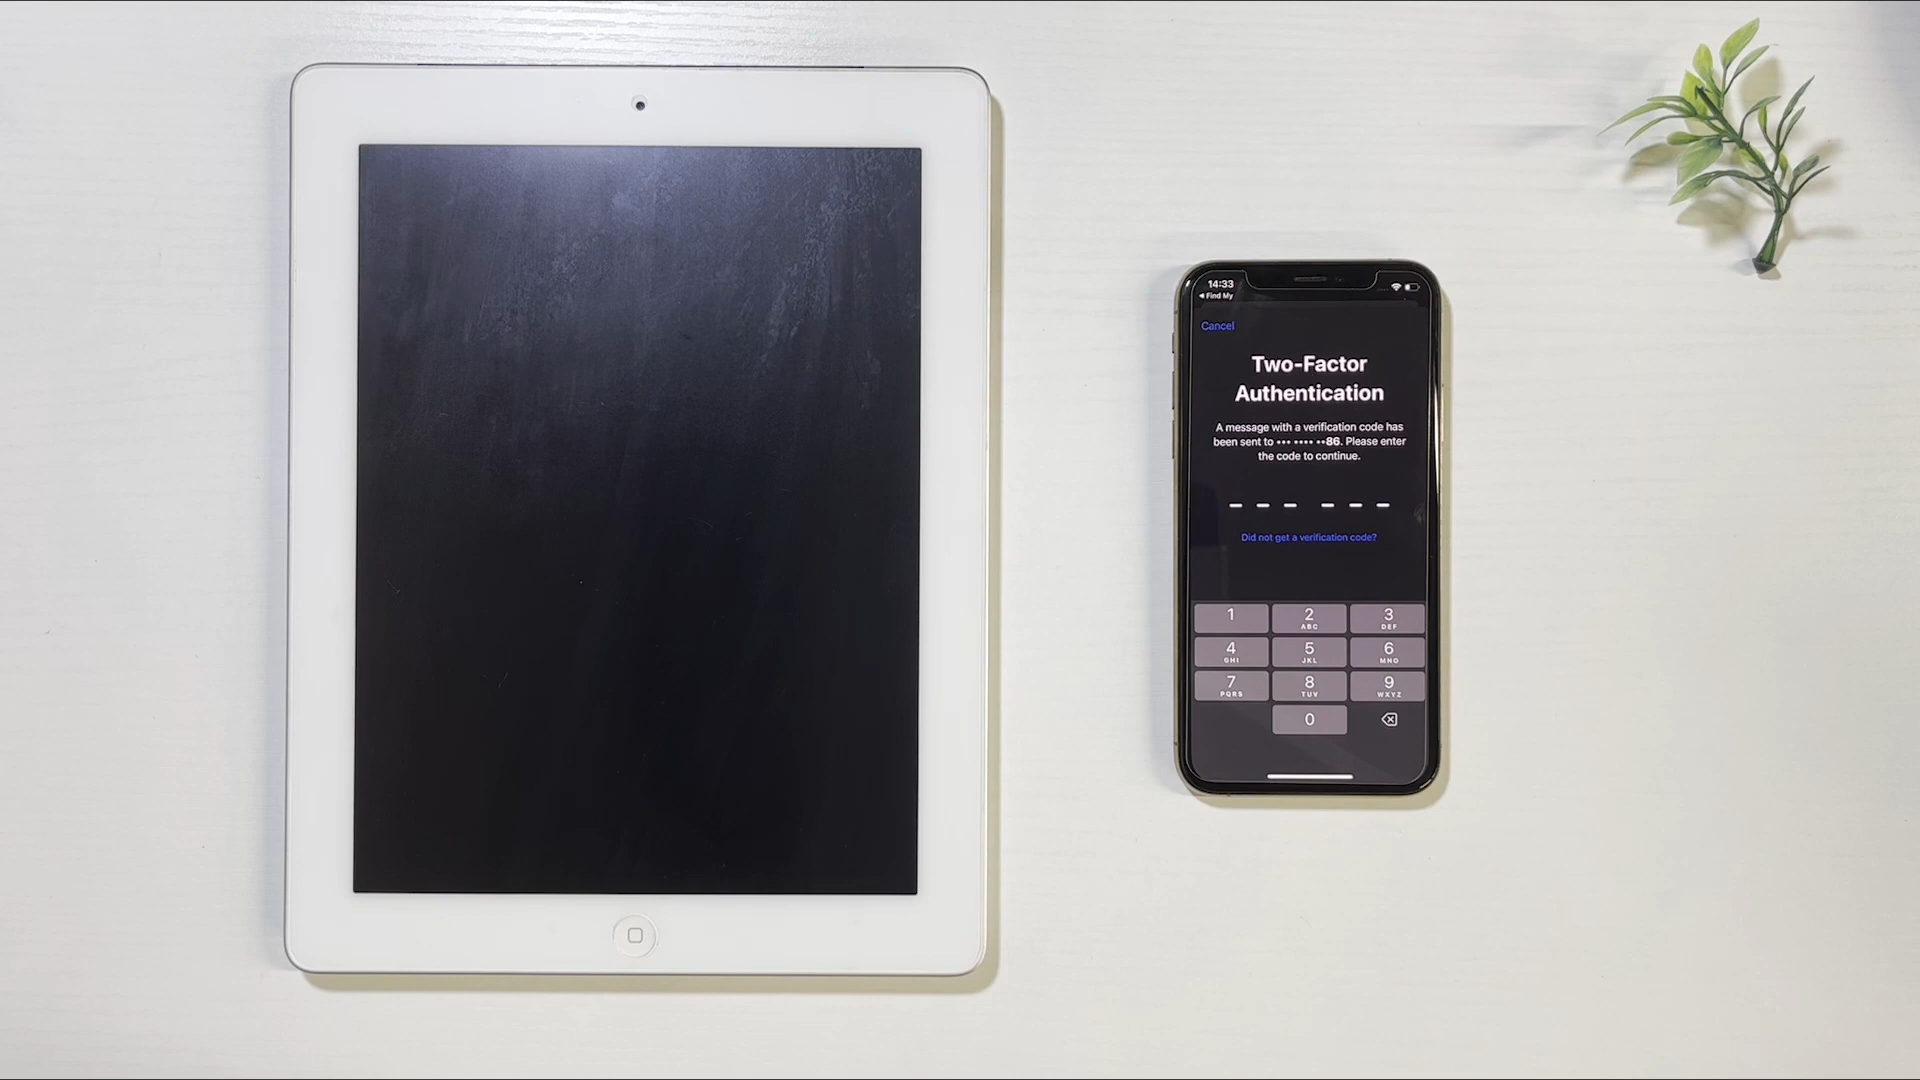 14:33
◀ Find My
Cancel
Two-Factor
Authentication
A message with a verification code has
been sent to ••• •••• ••86. Please enter
the code to continue.
Did not get a verification code?
1
2
ABC
3
DEF
4
GHI
5
JKL
6
MNO
7
PQRS
8
TUV
9
WXYZ
0